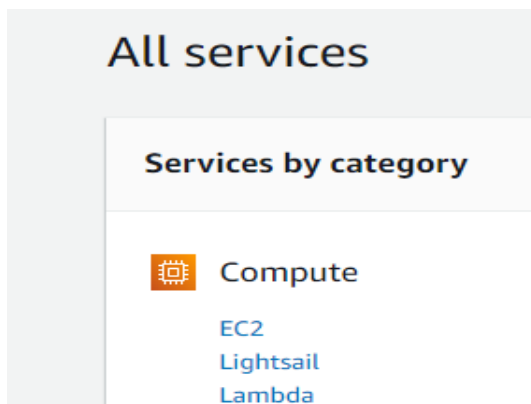 All services
Services by category
Compute
EC2
Lightsail
Lambda